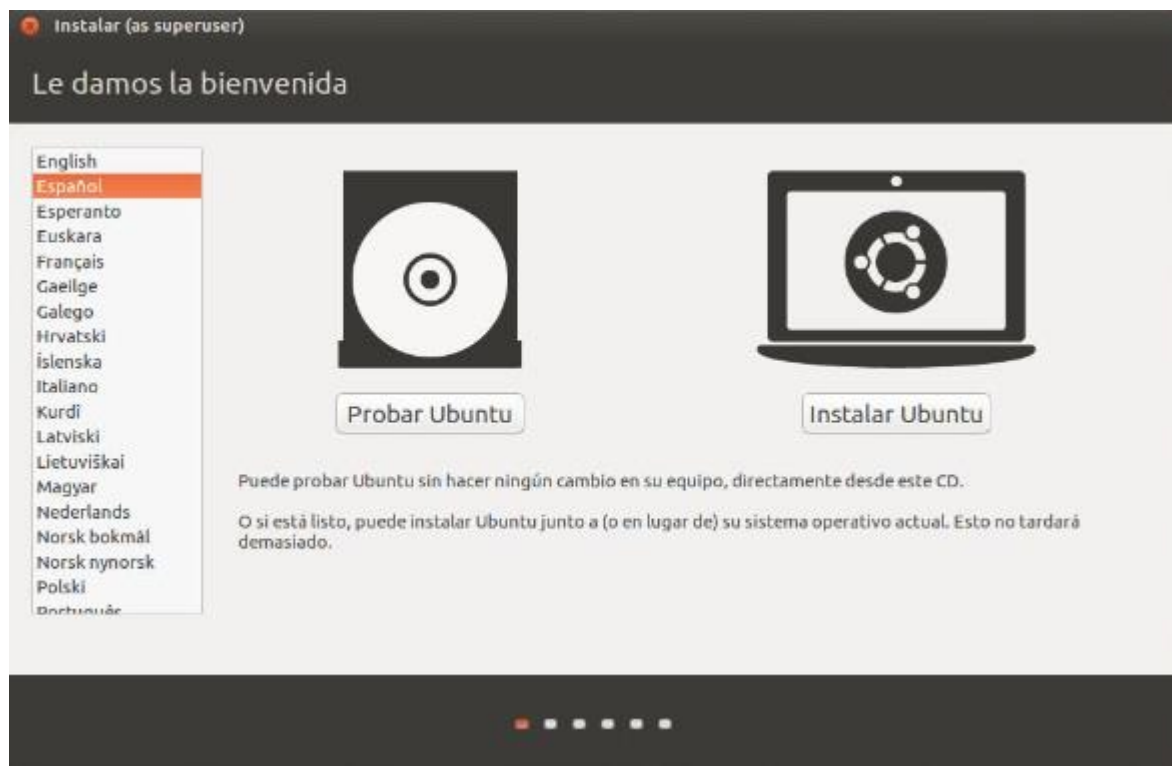 Instalar (as superuser)
Le damos la bienvenida
English
Español
Esperanto
Euskara
Français
Gaeilge
Galego
Hrvatski
Íslenska
Italiano
Kurdî
Latviski
Lietuviškai
Magyar
Nederlands
Norsk bokmål
Norsk nynorsk
Polski
Português
Probar Ubuntu
Instalar Ubuntu
Puede probar Ubuntu sin hacer ningún cambio en su equipo, directamente desde este CD.
O si está listo, puede instalar Ubuntu junto a (o en lugar de) su sistema operativo actual. Esto no tardará
demasiado.